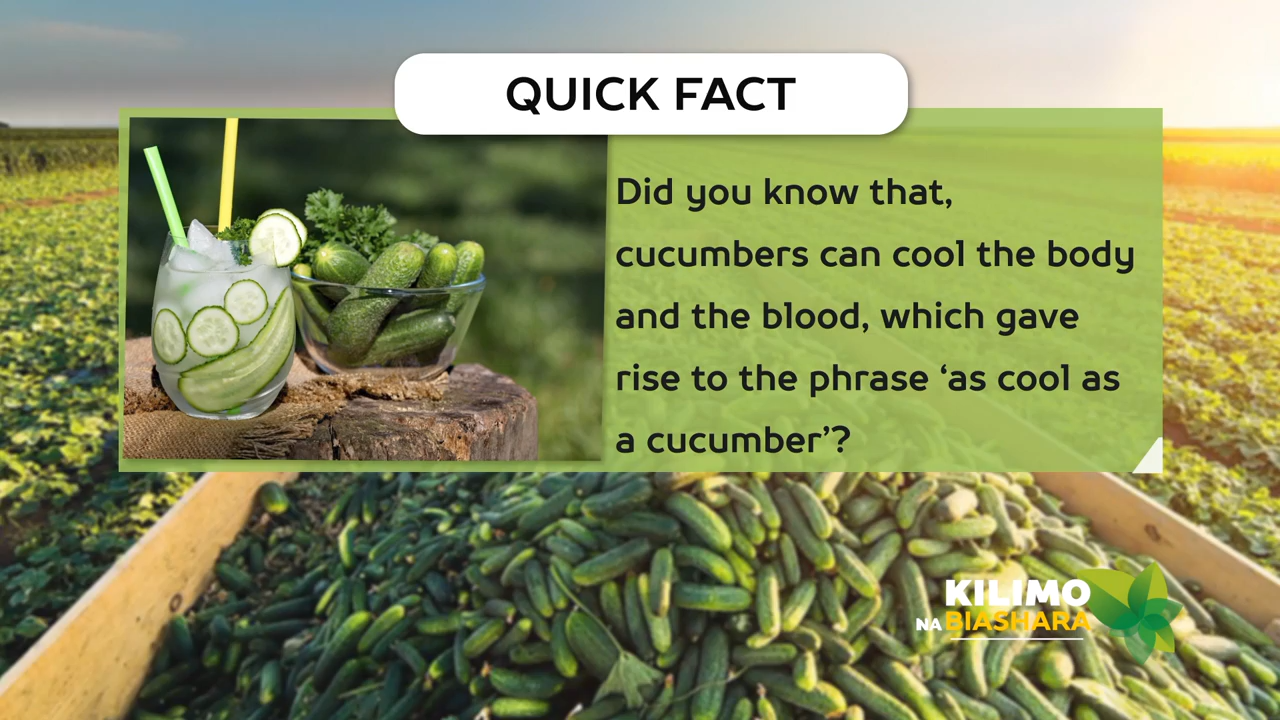 QUICK FACT
Did you know that,
cucumbers can cool the body
and the blood, which gave
rise to the phrase ‘as cool as
a cucumber’?
KILIMO
NA BIASHARA